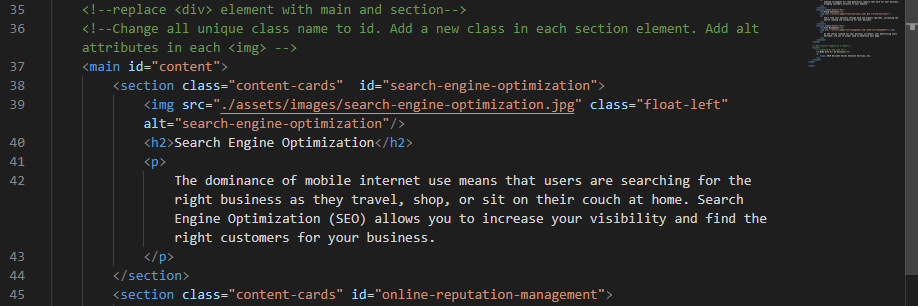 35 <!--replace <div> element with main and section-->
36 <!--Change all unique class name to id. Add a new class in each section element. Add alt
attributes in each <img> -->
37 <main id="content">
38 <section class="content-cards"  id="search-engine-optimization">
39 <img src="./assets/images/search-engine-optimization.jpg" class="float-left"
alt="search-engine-optimization"/>
40 <h2>Search Engine Optimization</h2>
41 <p>
42 The dominance of mobile internet use means that users are searching for the
right business as they travel, shop, or sit on their couch at home. Search
Engine Optimization (SEO) allows you to increase your visibility and find the
right customers for your business.
43 </p>
44 </section>
45 <section class="content-cards" id="online-reputation-management">